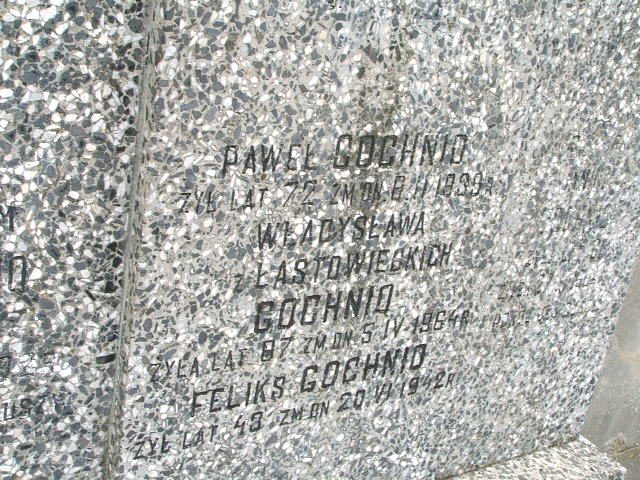 PAWEŁ GOCHNIO
ŻYŁ LAT 72 ZM DN. 8 II 1939 R
WŁADYSŁAWA
Z ŁASTOWIECKICH
GOCHNIO
ŻYŁA LAT 87 ZM DN 5 IV 1964 R
FELIKS GOCHNIO
ŻYŁ LAT 48 ZM DN 20 VI 1942 R